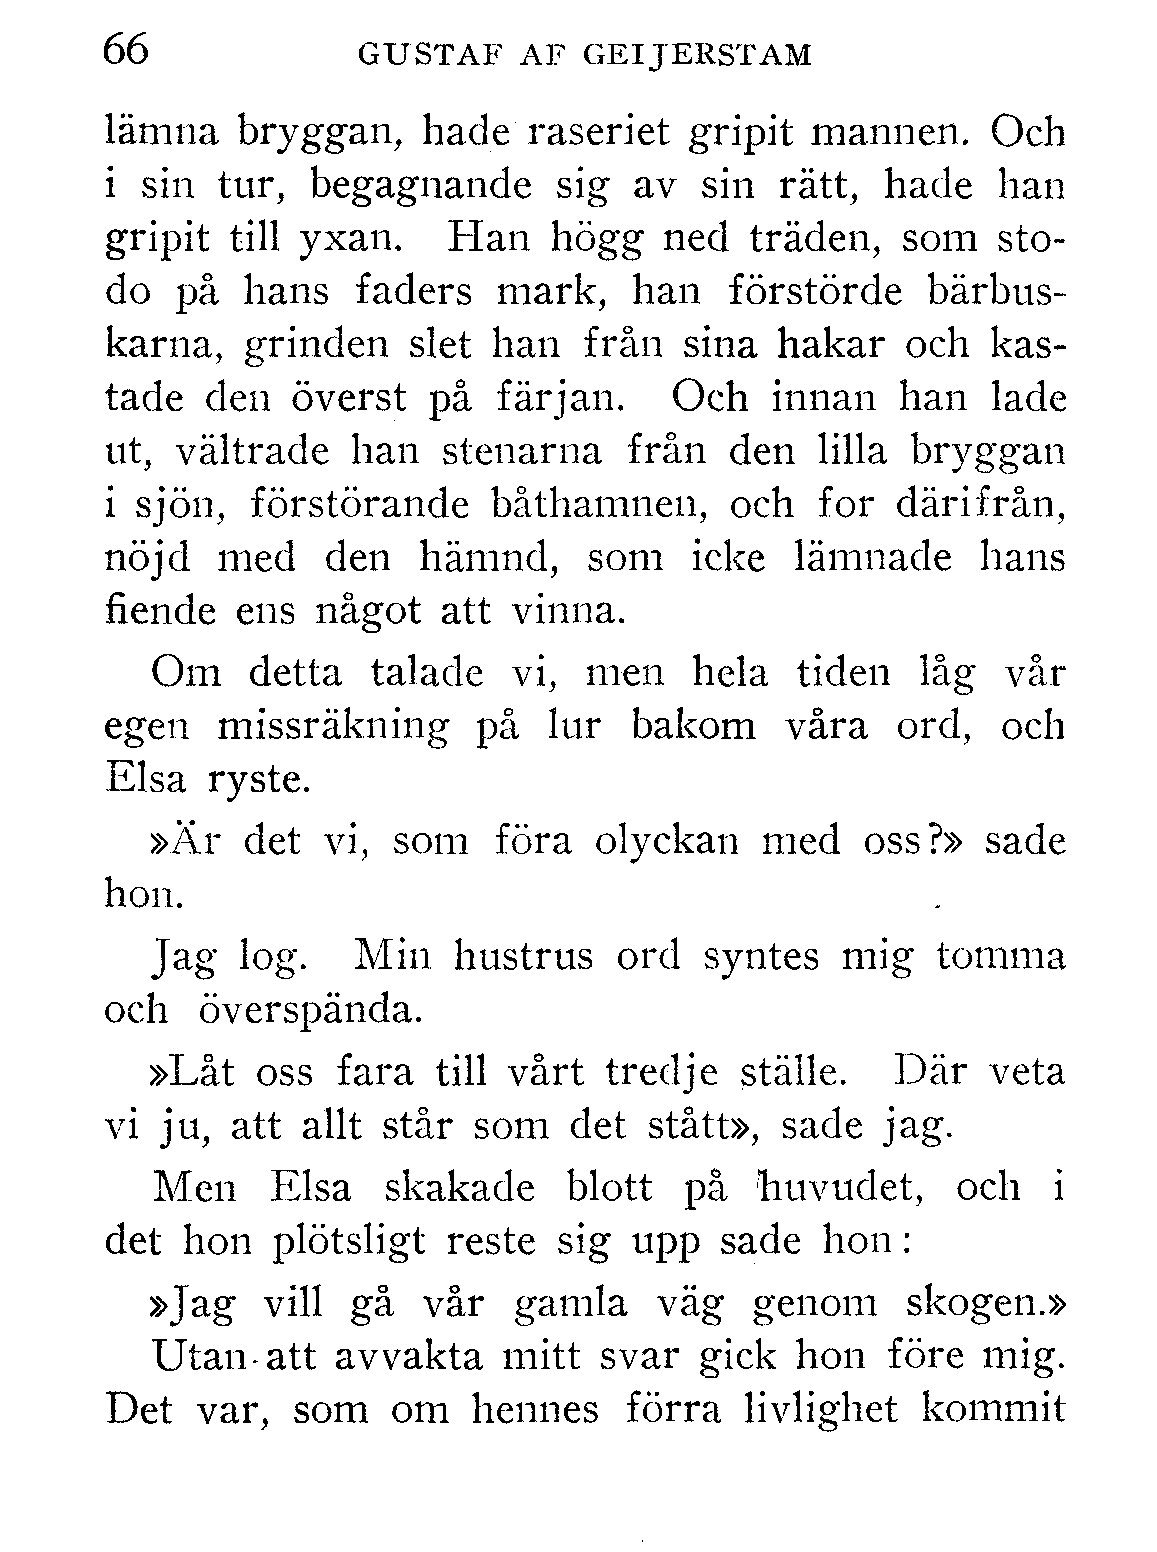 66 GUSTAF AF GEIJERSTAM
lämna bryggan, hade raseriet gripit mannen. Och
i sin tur, begagnande sig av sin rätt, hade han
gripit till yxan. Han högg ned träden, som sto-
do på hans faders mark, han förstörde bärbus-
karna, grinden slet han från sina hakar och kas-
tade den överst på färjan. Och innan han lade
ut, vältrade han stenarna från den lilla bryggan
i sjön, förstörande båthamnen, och for därifrån,
nöjd med den hämnd, som icke lämnade hans
fiende ens något att vinna.
Om detta talade vi, men hela tiden låg vår
egen missräkning på lur bakom våra ord, och
Elsa ryste.
»Är det vi, som föra olyckan med oss?» sade
hon.
Jag log. Min hustrus ord syntes mig tomma
och överspända.
»Låt oss fara till vårt tredje ställe. Där veta
vi ju, att allt står som det stått», sade jag.
Men Elsa skakade blott på huvudet, och i
det hon plötsligt reste sig upp sade hon:
»Jag vill gå vår gamla väg genom skogen.»
Utan att avvakta mitt svar gick hon före mig.
Det var, som om hennes förra livlighet kommit